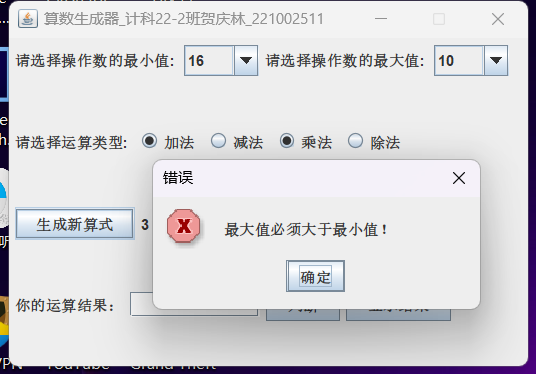 算数生成器_计科22-2班贺庆林_221002511
请选择操作数的最小值: 16 请选择操作数的最大值: 10
请选择运算类型: 加法 减法 乘法 除法
错误
生成新算式 3
最大值必须大于最小值！
确定
你的运算结果：
VPN YouTube Grand Theft